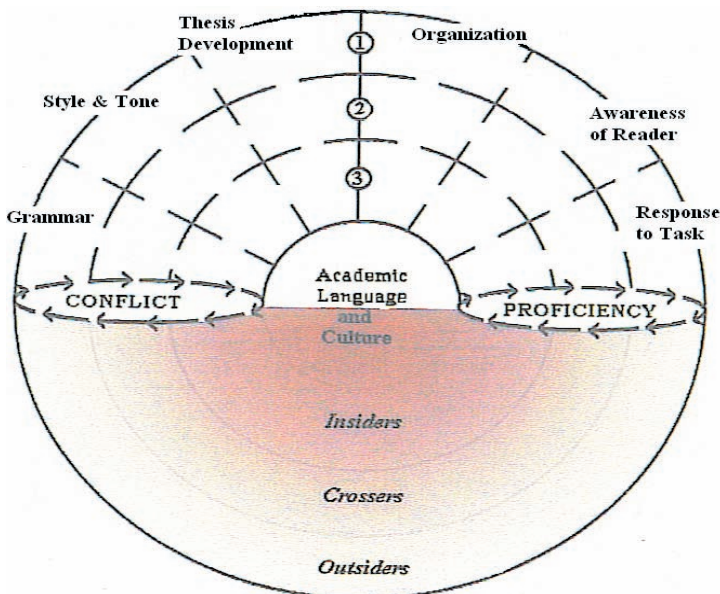 Thesis
Development
1
Organization
Style & Tone
2
Awareness
of Reader
3
Grammar
Response
to Task
CONFLICT
Academic
Language
and
Culture
PROFICIENCY
Insiders
Crossers
Outsiders